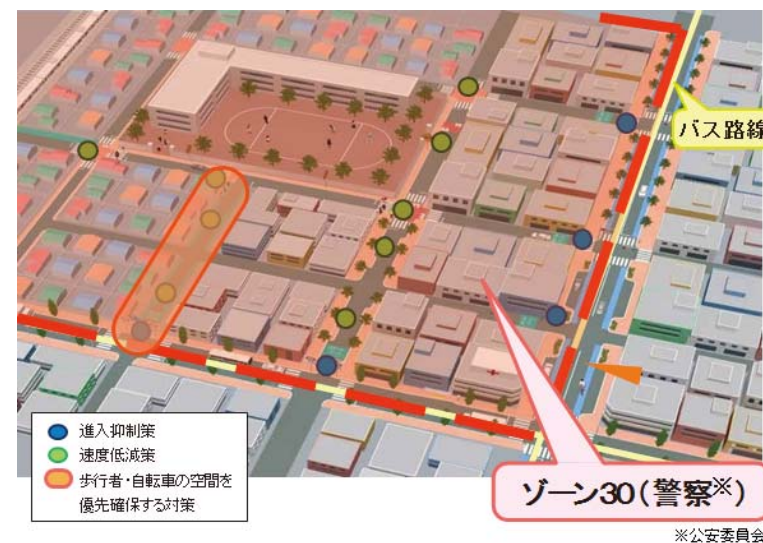 バス路線
進入抑制策
速度低減策
歩行者・自転車の空間を
優先確保する対策
ゾーン30（警察※）
※公安委員会